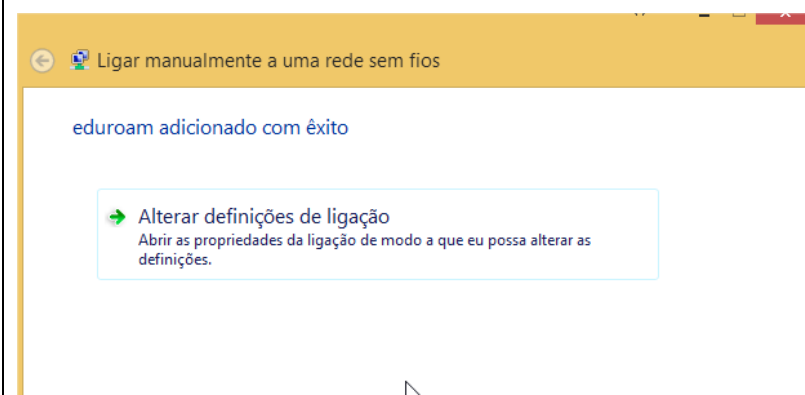 Ligar manualmente a uma rede sem fios
eduroam adicionado com êxito
Alterar definições de ligação
Abrir as propriedades da ligação de modo a que eu possa alterar as
definições.